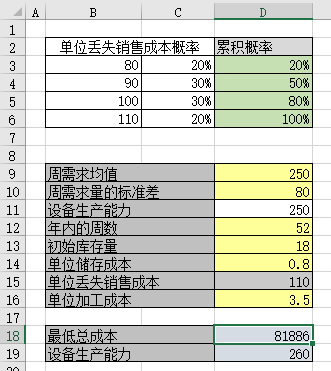 A B C D
1
2 单位丢失销售成本概率 累积概率
3 80 20% 20%
4 90 30% 50%
5 100 30% 80%
6 110 20% 100%
7
8
9 周需求均值 250
10 周需求量的标准差 80
11 设备生产能力 250
12 年内的周数 52
13 初始库存量 18
14 单位储存成本 0.8
15 单位丢失销售成本 110
16 单位加工成本 3.5
17
18 最低总成本 81886
19 设备生产能力 260